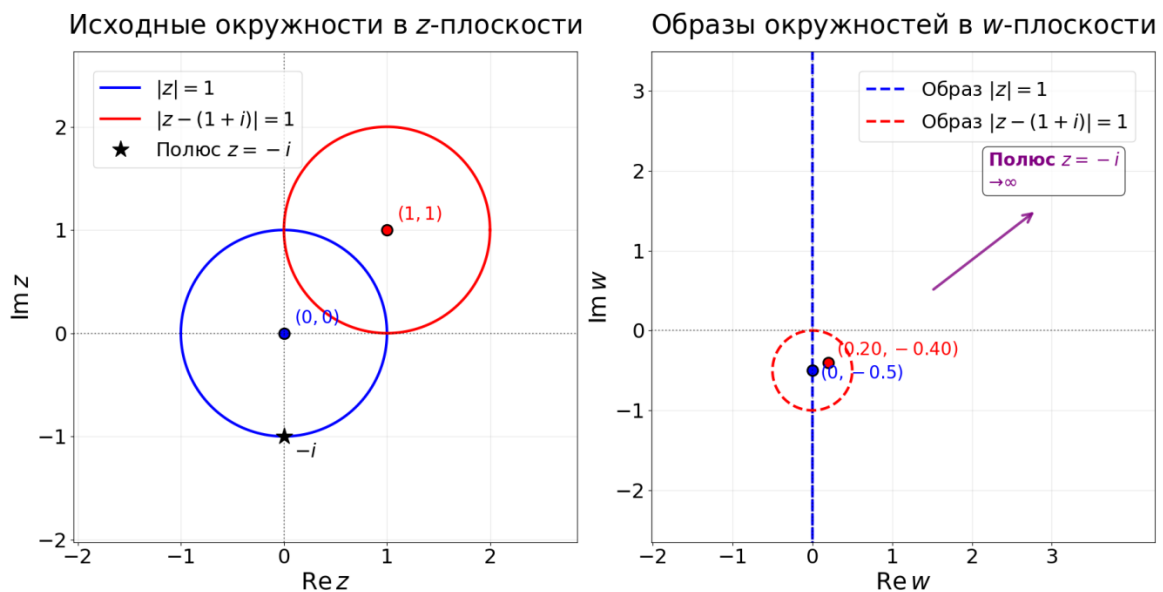 Исходные окружности в z-плоскости
|z| = 1
|z − (1 + i)| = 1
Полюс z = −i
(1, 1)
(0, 0)
−i
2
1
0
−1
−2
Im z
−2
−1
0
1
2
Re z
Образы окружностей в w-плоскости
Образ |z| = 1
Образ |z − (1 + i)| = 1
Полюс z = −i
→∞
(0.20, −0.40)
(0, −0.5)
3
2
1
0
−1
−2
Im w
−2
−1
0
1
2
3
Re w